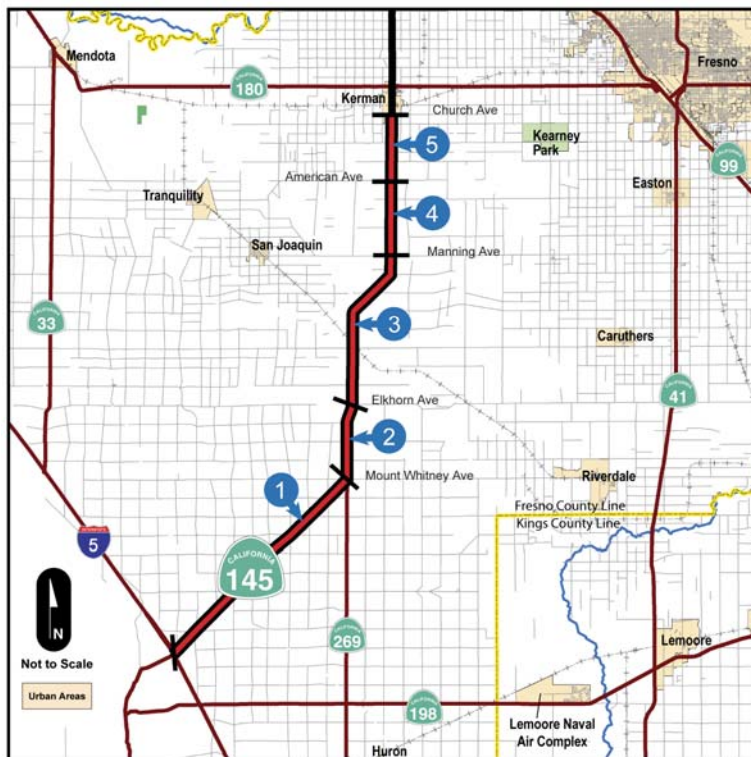 Mendota
Fresno
CALIFORNIA
180
Kerman
Church Ave
5
Kearney
Park
CALIFORNIA
99
American Ave
Easton
Tranquility
4
San Joaquin
Manning Ave
CALIFORNIA
33
3
Caruthers
CALIFORNIA
41
Elkhorn Ave
2
Mount Whitney Ave
Riverdale
1
Fresno County Line
Kings County Line
INTERSTATE
5
CALIFORNIA
145
N
Not to Scale
CALIFORNIA
269
Lemoore
Urban Areas
CALIFORNIA
198
Lemoore Naval
Air Complex
Huron